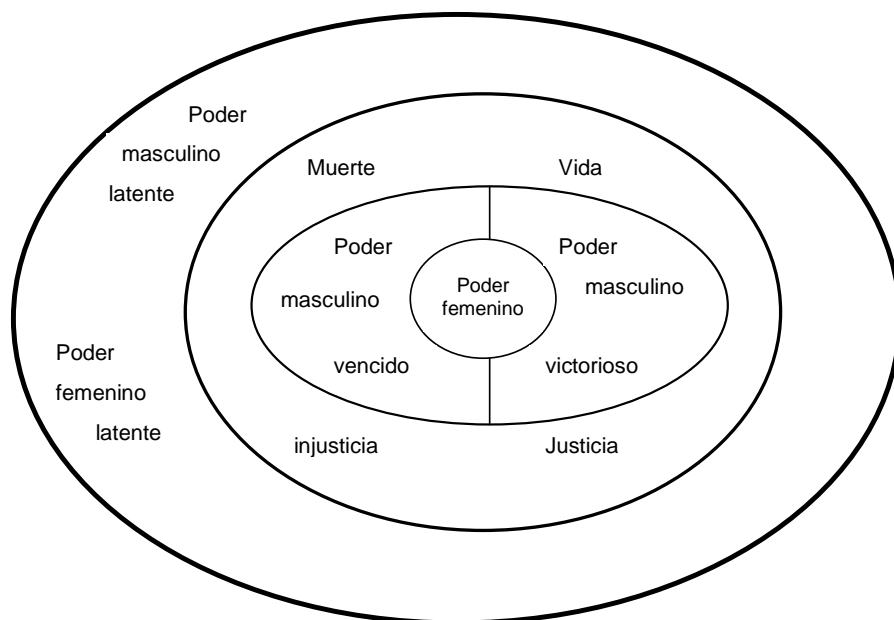 Poder
masculino
latente
Muerte
Vida
Poder
masculino
vencido
Poder
femenino
Poder
masculino
victorioso
Poder
femenino
latente
injusticia
Justicia